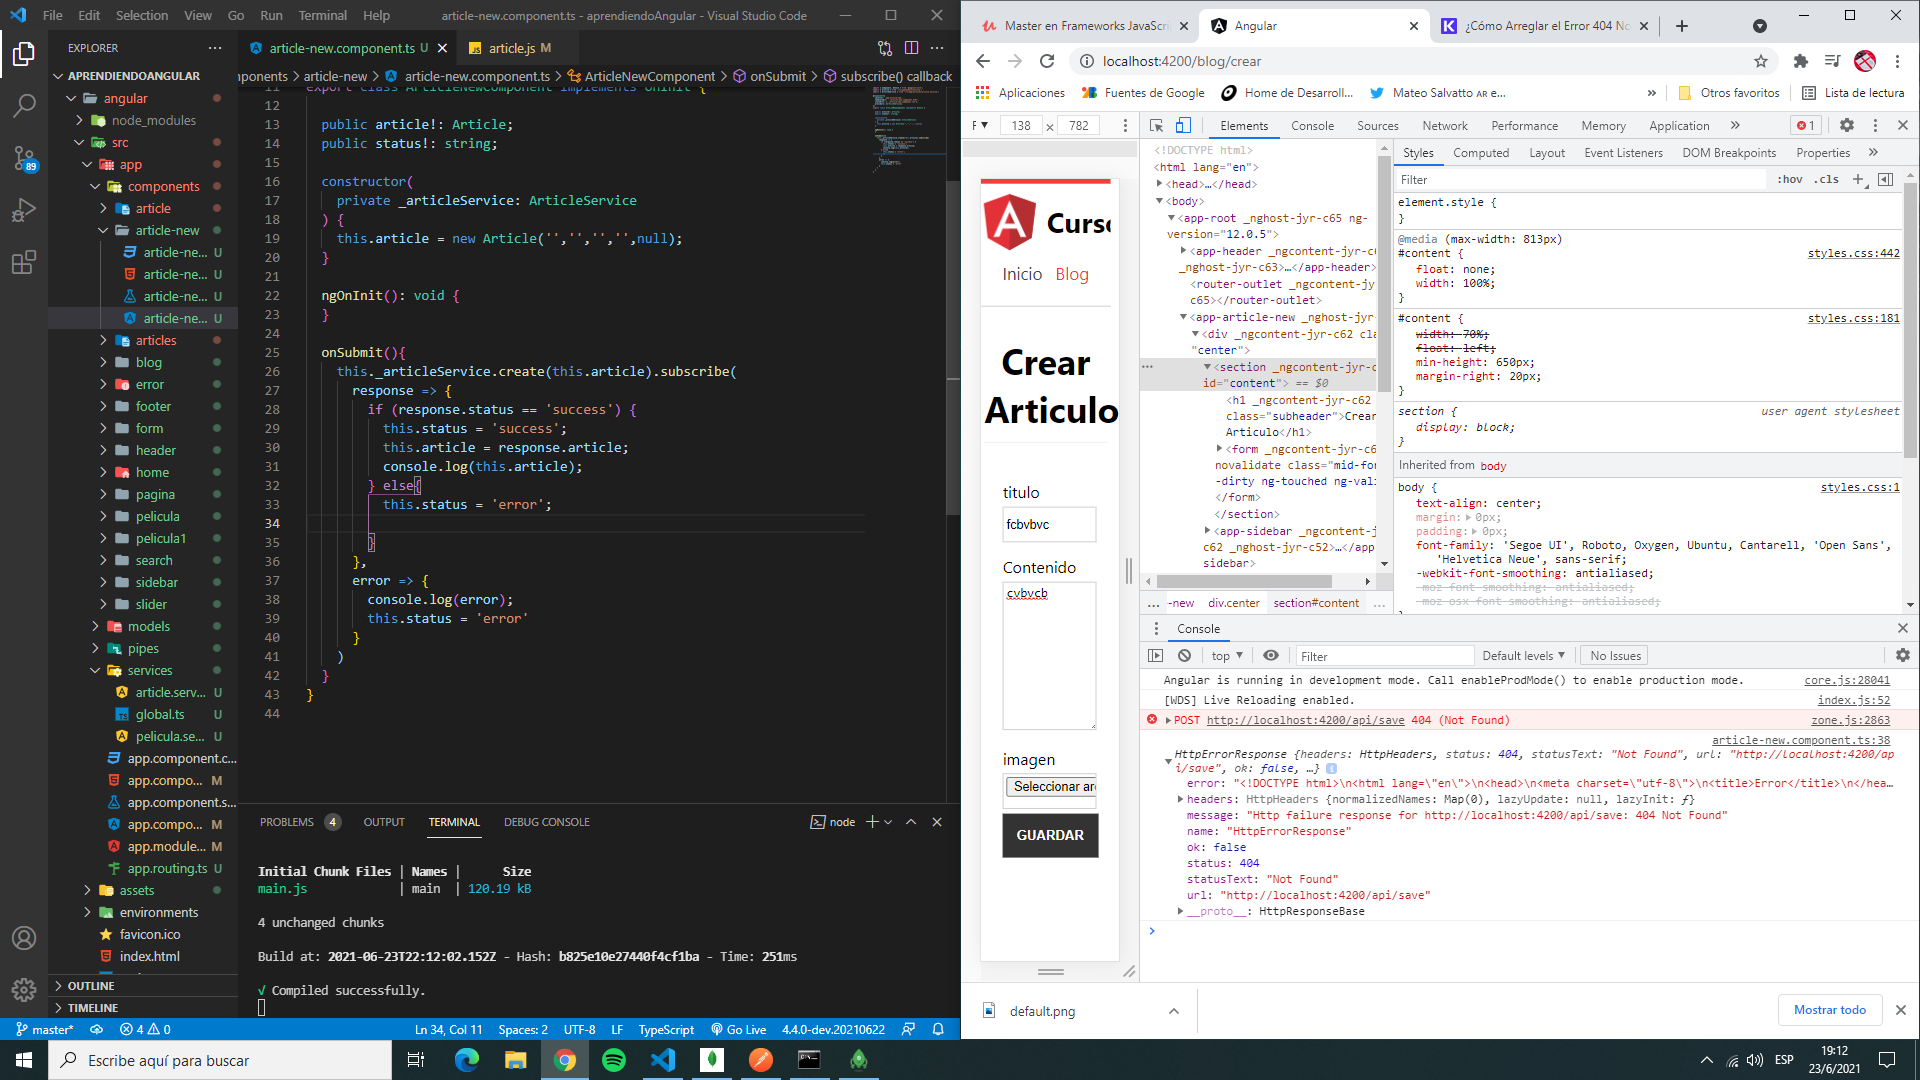 File Edit Selection View Go Run Terminal Help
article-new.component.ts - aprendiendoAngular - Visual Studio Code
EXPLORER
APRENDIENDOANGULAR
angular
node_modules
src
app
components
article
article-new
article-ne... U
article-ne... U
article-ne... U
article-ne... U
articles
blog
error
footer
form
header
home
pagina
pelicula
pelicula1
search
sidebar
slider
models
pipes
services
article.serv... U
global.ts U
pelicula.se... U
app.component.c...
app.compo... M
app.component.s...
app.compo... M
app.module... M
app.routing.ts U
assets
environments
favicon.ico
index.html
OUTLINE
TIMELINE
89
article-new.component.ts U
article.js M
mponents > article-new > article-new.component.ts > ArticleNewComponent > onSubmit > subscribe() callback
11 export class ArticleNewComponent implements OnInit {
12
13 public article!: Article;
14 public status!: string;
15
16 constructor(
17 private _articleService: ArticleService
18 ) {
19 this.article = new Article('','','','',null);
20 }
21
22 ngOnInit(): void {
23 }
24
25 onSubmit(){
26 this._articleService.create(this.article).subscribe(
27 response => {
28 if (response.status == 'success') {
29 this.status = 'success';
30 this.article = response.article;
31 console.log(this.article);
32 } else{
33 this.status = 'error';
34
35 }
36 },
37 error => {
38 console.log(error);
39 this.status = 'error'
40 }
41 )
42 }
43 }
44
PROBLEMS 4 OUTPUT TERMINAL DEBUG CONSOLE
node
Initial Chunk Files | Names | Size
main.js | main | 120.19 kB
4 unchanged chunks
Build at: 2021-06-23T22:12:02.152Z - Hash: b825e10e27440f4cf1ba - Time: 251ms
√ Compiled successfully.
master* 4 0
Ln 34, Col 11 Spaces: 2 UTF-8 LF TypeScript Go Live 4.4.0-dev.20210622
Master en Frameworks JavaScri
Angular
¿Cómo Arreglar el Error 404 No
localhost:4200/blog/crear
Aplicaciones
Fuentes de Google
Home de Desarroll...
Mateo Salvatto AR e...
»
Otros favoritos
Lista de lectura
138 × 782
Elements Console Sources Network Performance Memory Application » 1
Curso
Inicio Blog
Crear
Articulo
titulo
fcbvbvc
Contenido
cvbvcb
imagen
Seleccionar arc
GUARDAR
<!DOCTYPE html>
<html lang="en">
<head>…</head>
<body>
<app-root _nghost-jyr-c65 ng-
version="12.0.5">
<app-header _ngcontent-jyr-c65
_nghost-jyr-c63>…</app-header>
<router-outlet _ngcontent-jyr-
c65></router-outlet>
<app-article-new _nghost-jyr-
<div _ngcontent-jyr-c62 cla
"center">
<section _ngcontent-jyr-c
id="content"> == $0
<h1 _ngcontent-jyr-c62
class="subheader">Crear
Articulo</h1>
<form _ngcontent-jyr-c6
novalidate class="mid-for
-dirty ng-touched ng-vali
</form>
</section>
<app-sidebar _ngcontent-j
c62 _nghost-jyr-c52>…</app
sidebar>
... -new div.center section#content ...
Styles Computed Layout Event Listeners DOM Breakpoints Properties »
Filter
:hov .cls +
element.style {
}
@media (max-width: 813px)
#content { styles.css:442
float: none;
width: 100%;
}
#content { styles.css:181
width: 70%;
float: left;
min-height: 650px;
margin-right: 20px;
}
section { user agent stylesheet
display: block;
}
Inherited from body
body { styles.css:1
text-align: center;
margin: 0px;
padding: 0px;
font-family: 'Segoe UI', Roboto, Oxygen, Ubuntu, Cantarell, 'Open Sans',
'Helvetica Neue', sans-serif;
-webkit-font-smoothing: antialiased;
-moz-font-smoothing: antialiased;
-moz-osx-font-smoothing: antialiased;
Console
top Filter Default levels No Issues
Angular is running in development mode. Call enableProdMode() to enable production mode. core.js:28041
[WDS] Live Reloading enabled. index.js:52
POST http://localhost:4200/api/save 404 (Not Found) zone.js:2863
article-new.component.ts:38
HttpErrorResponse {headers: HttpHeaders, status: 404, statusText: "Not Found", url: "http://localhost:4200/ap
i/save", ok: false, …}
error: "<!DOCTYPE html>\n<html lang=\"en\">\n<head>\n<meta charset=\"utf-8\">\n<title>Error</title>\n</hea…
headers: HttpHeaders {normalizedNames: Map(0), lazyUpdate: null, lazyInit: ƒ}
message: "Http failure response for http://localhost:4200/api/save: 404 Not Found"
name: "HttpErrorResponse"
ok: false
status: 404
statusText: "Not Found"
url: "http://localhost:4200/api/save"
__proto__: HttpResponseBase
default.png
Mostrar todo
Escribe aquí para buscar
ESP
19:12
23/6/2021